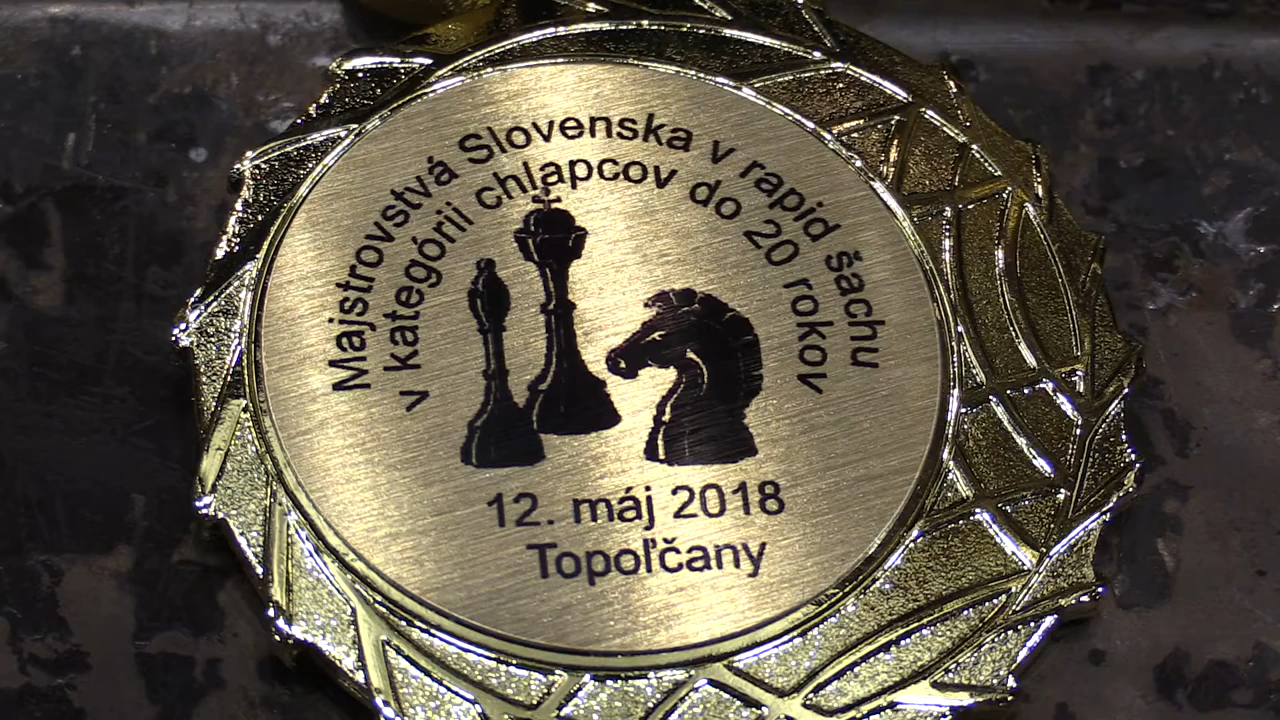 Majstrovstvá Slovenska v rapid šachu
v kategórii chlapcov do 20 rokov
12. máj 2018
Topoľčany